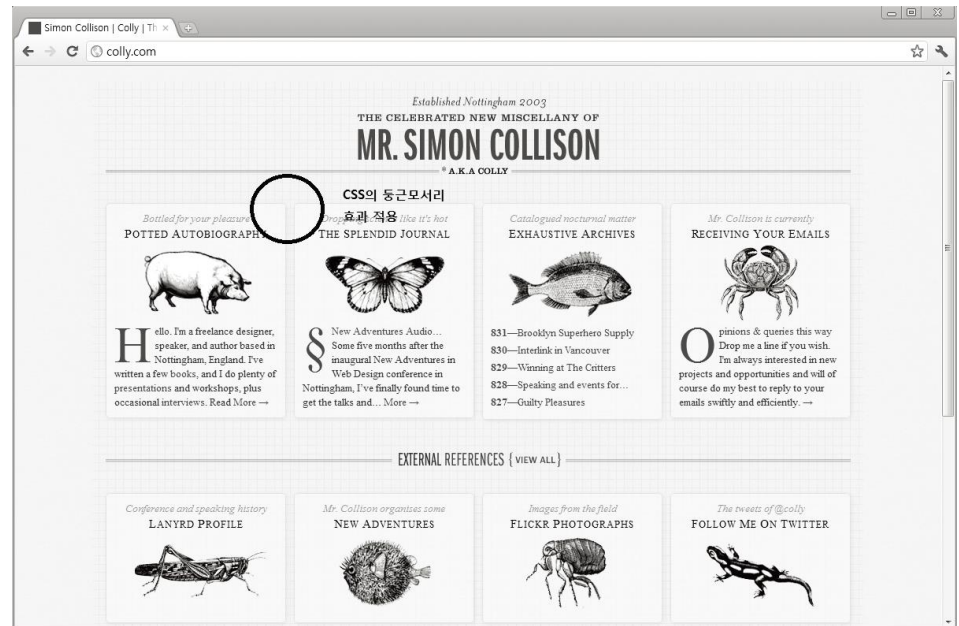 Simon Collison | Colly | Th
colly.com
Established Nottingham 2003
THE CELEBRATED NEW MISCELLANY OF
MR. SIMON COLLISON
* A.K.A COLLY
CSS의 둥근모서리
효과 적용
Bottled for your pleasure
POTTED AUTOBIOGRAPHY
Hello. I'm a freelance designer,
speaker, and author based in
Nottingham, England. I've
written a few books, and I do plenty of
presentations and workshops, plus
occasional interviews. Read More →
like it's hot
THE SPLENDID JOURNAL
§ New Adventures Audio…
Some five months after the
inaugural New Adventures in
Web Design conference in
Nottingham, I've finally found time to
get the talks and… More →
Catalogued nocturnal matter
EXHAUSTIVE ARCHIVES
831—Brooklyn Superhero Supply
830—Interlink in Vancouver
829—Winning at The Critters
828—Speaking and events for…
827—Guilty Pleasures
Mr. Collison is currently
RECEIVING YOUR EMAILS
Opinions & queries this way
Drop me a line if you wish.
I'm always interested in new
projects and opportunities and will of
course do my best to reply to your
emails swiftly and efficiently. →
EXTERNAL REFERENCES { VIEW ALL }
Conference and speaking history
LANYRD PROFILE
Mr. Collison organises some
NEW ADVENTURES
Images from the field
FLICKR PHOTOGRAPHS
The tweets of @colly
FOLLOW ME ON TWITTER